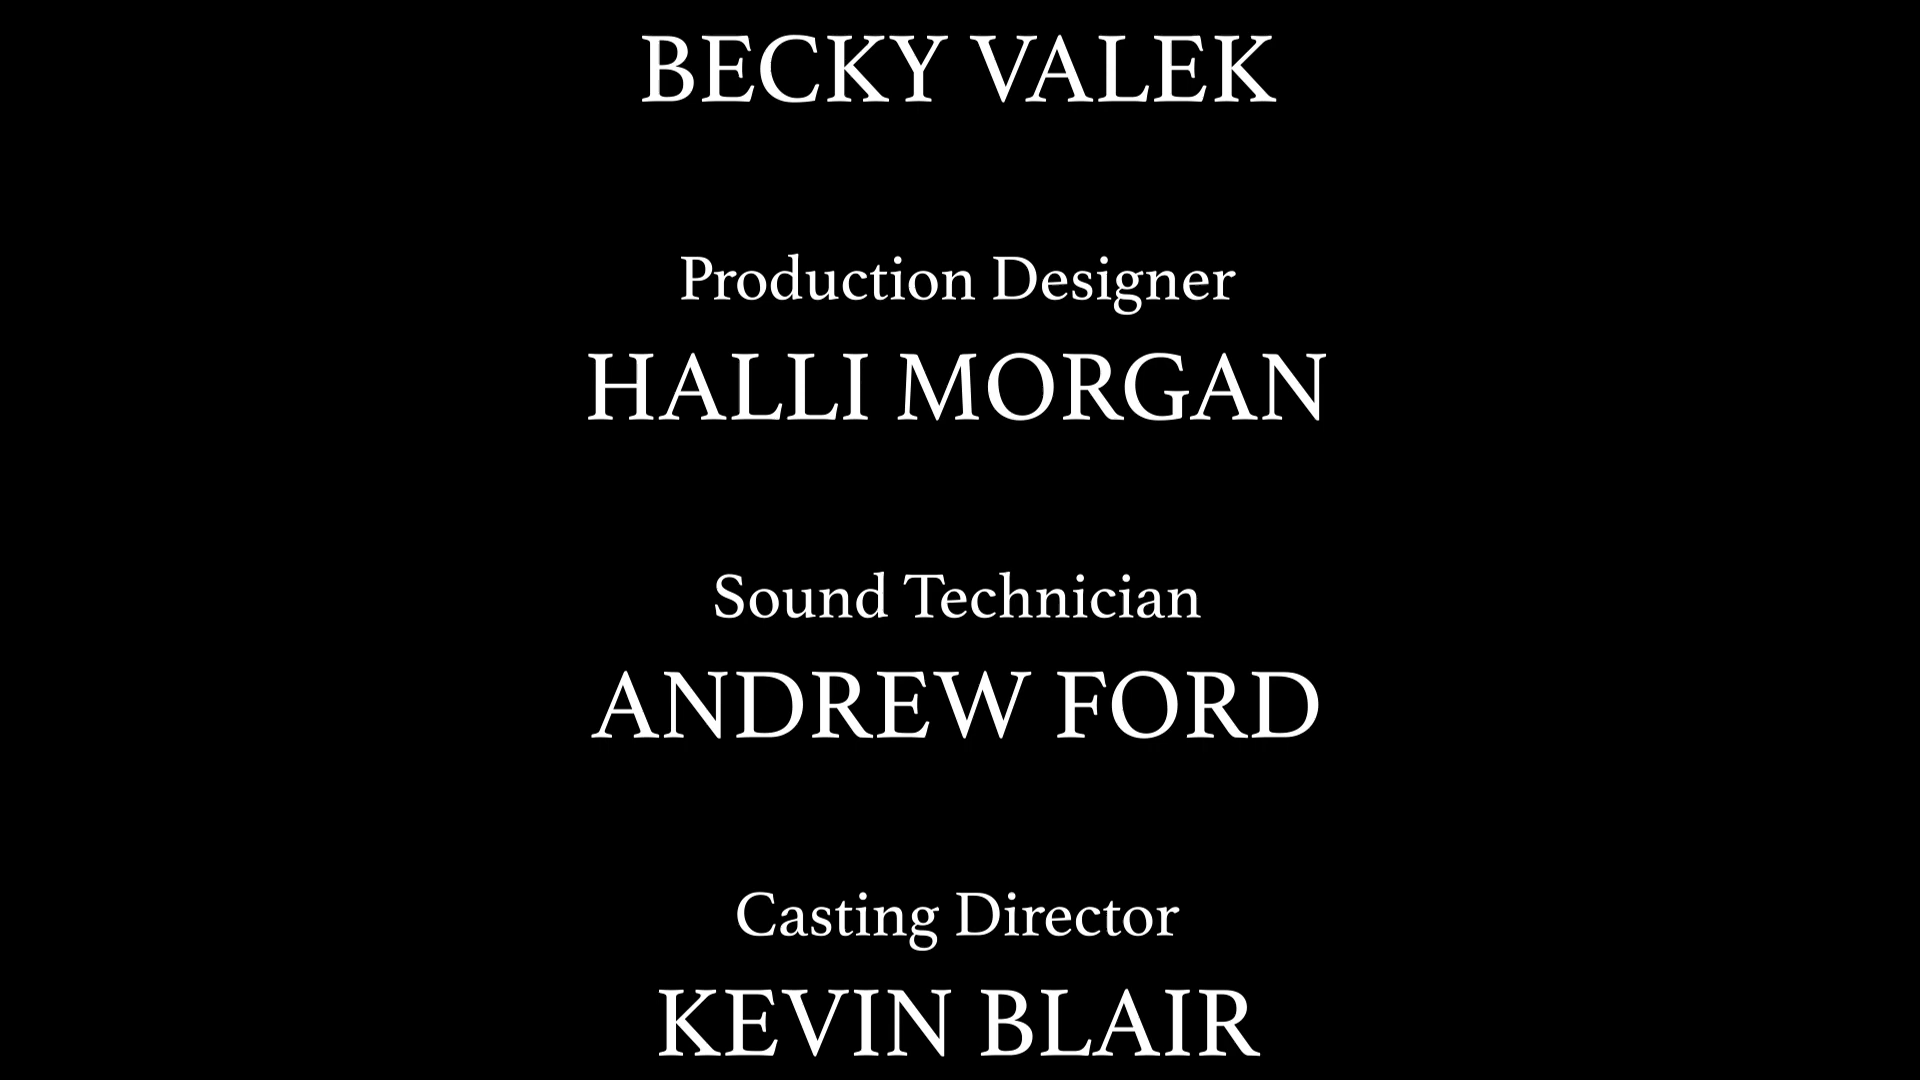 BECKY VALEK
Production Designer
HALLI MORGAN
Sound Technician
ANDREW FORD
Casting Director
KEVIN BLAIR